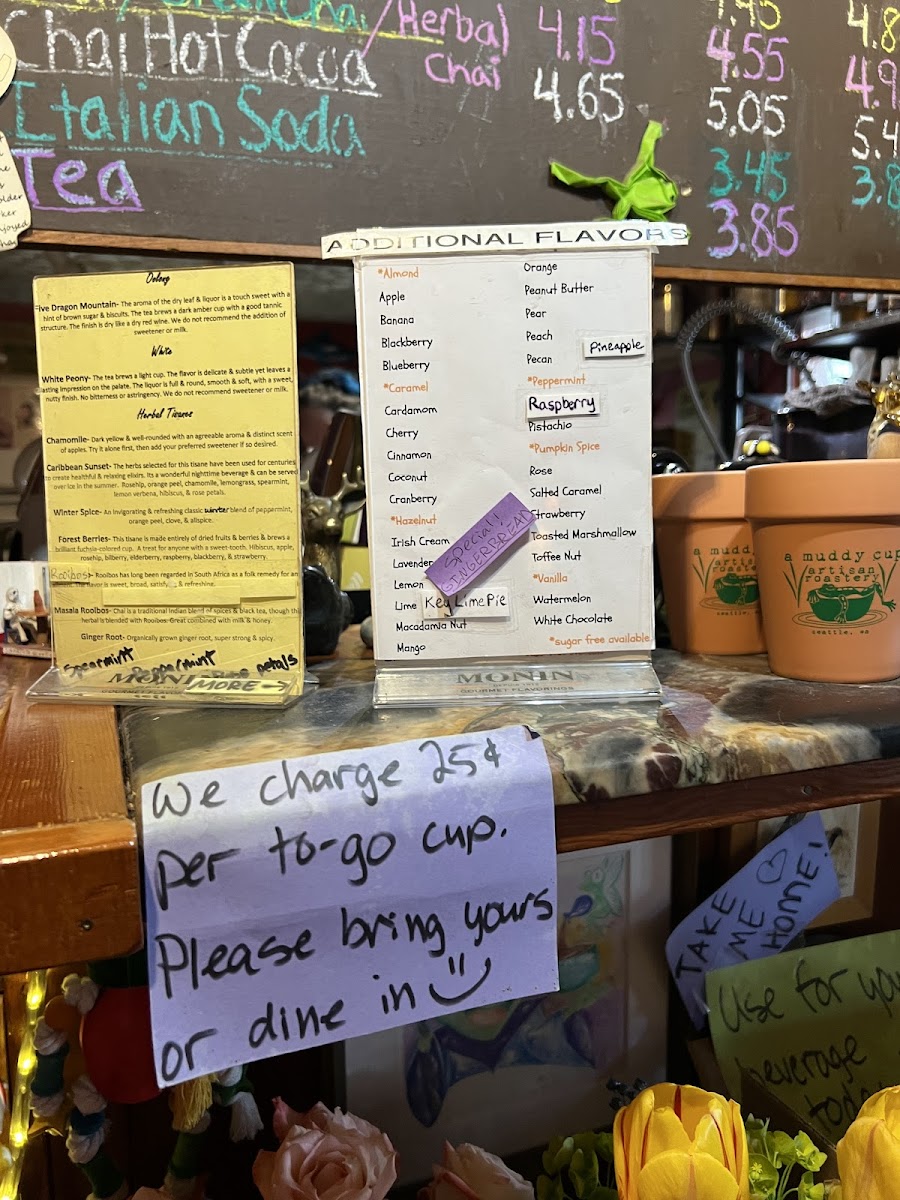 Green Chai / Herbal Chai 4.15 4.55
Chai Hot Cocoa 4.65 5.05
Italian Soda 3.45
Tea 3.85
Oolong
Five Dragon Mountain- The aroma of the dry leaf & liquor is a touch sweet with a
hint of brown sugar & biscuits. The tea brews a dark amber cup with a good tannic
structure. The finish is dry like a dry red wine. We do not recommend the addition of
sweetener or milk.
White
White Peony- The tea brews a light cup. The flavor is delicate & subtle yet leaves a
lasting impression on the palate. The liquor is full & round, smooth & soft, with a sweet,
nutty finish. No bitterness or astringency. We do not recommend sweetener or milk.
Herbal Tisanes
Chamomile- Dark yellow & well-rounded with an agreeable aroma & distinct scent
of apples. Try it alone first, then add your preferred sweetener if so desired.
Caribbean Sunset- The herbs selected for this tisane have been used for centuries
to create healthful & relaxing elixirs. Its a wonderful nighttime beverage & can be served
over ice in the summer. Rosehip, orange peel, chamomile, lemongrass, spearmint,
lemon verbena, hibiscus, & rose petals.
Winter Spice- An invigorating & refreshing classic winter blend of peppermint,
orange peel, clove, & allspice.
Forest Berries- This tisane is made entirely of dried fruits & berries & brews a
brilliant fuchsia-colored cup. A treat for anyone with a sweet-tooth. Hibiscus, apple,
rosehip, bilberry, elderberry, raspberry, blackberry, & strawberry.
Rooibos- Rooibos has long been regarded in South Africa as a folk remedy for an
The flavor is sweet, broad, & refreshing.
Masala Rooibos- Chai is a traditional Indian blend of spices & black tea, though this
herbal is blended with Rooibos. Great combined with milk & honey.
Ginger Root- Organically grown ginger root, super strong & spicy.
Spearmint Peppermint petals
MORE →
ADDITIONAL FLAVORS
*Almond
Apple
Banana
Blackberry
Blueberry
*Caramel
Cardamom
Cherry
Cinnamon
Coconut
Cranberry
*Hazelnut
Irish Cream
Lavender
Lemon
Lime Key Lime Pie
Macadamia Nut
Mango
Special!
GINGERBREAD
Orange
Peanut Butter
Pear
Peach
Pineapple
Pecan
*Peppermint
Raspberry
Pistachio
*Pumpkin Spice
Rose
Salted Caramel
Strawberry
Toasted Marshmallow
Toffee Nut
*Vanilla
Watermelon
White Chocolate
*sugar free available
MONIN
GOURMET FLAVORINGS
a muddy cup
artisan
roastery
seattle, wa
We charge 25¢
per to-go cup.
Please bring yours
or dine in
TAKE
ME
HOME!
Use for your
beverage
today